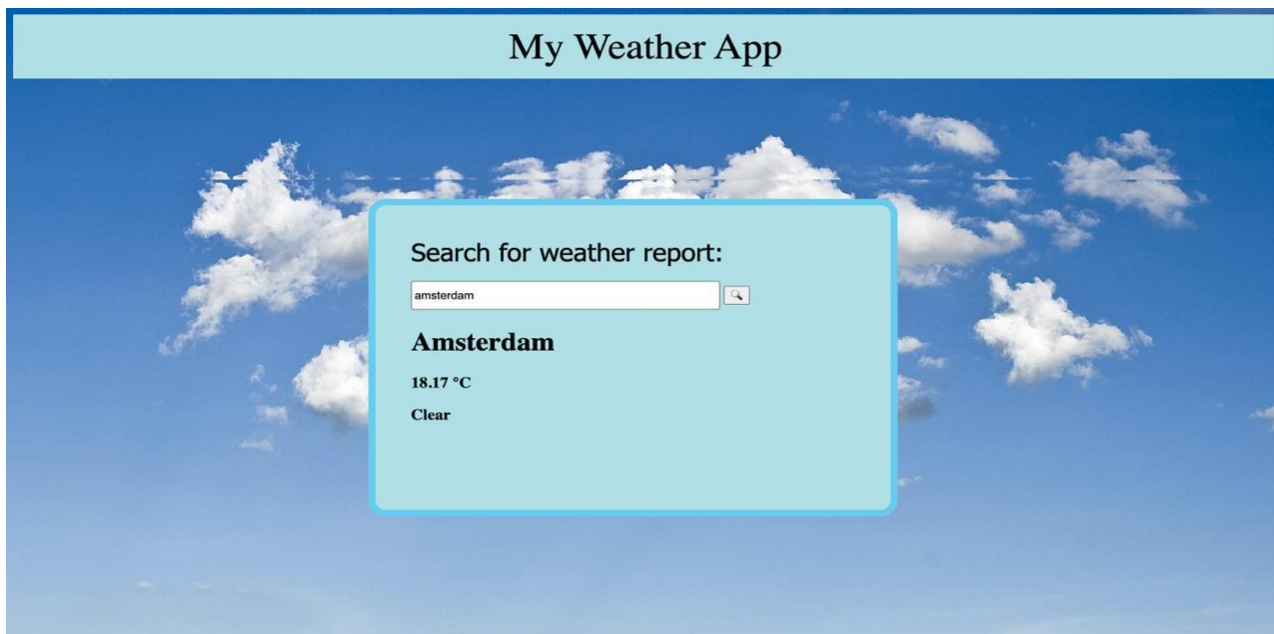 My Weather App
Search for weather report:
amsterdam
Amsterdam
18.17 °C
Clear